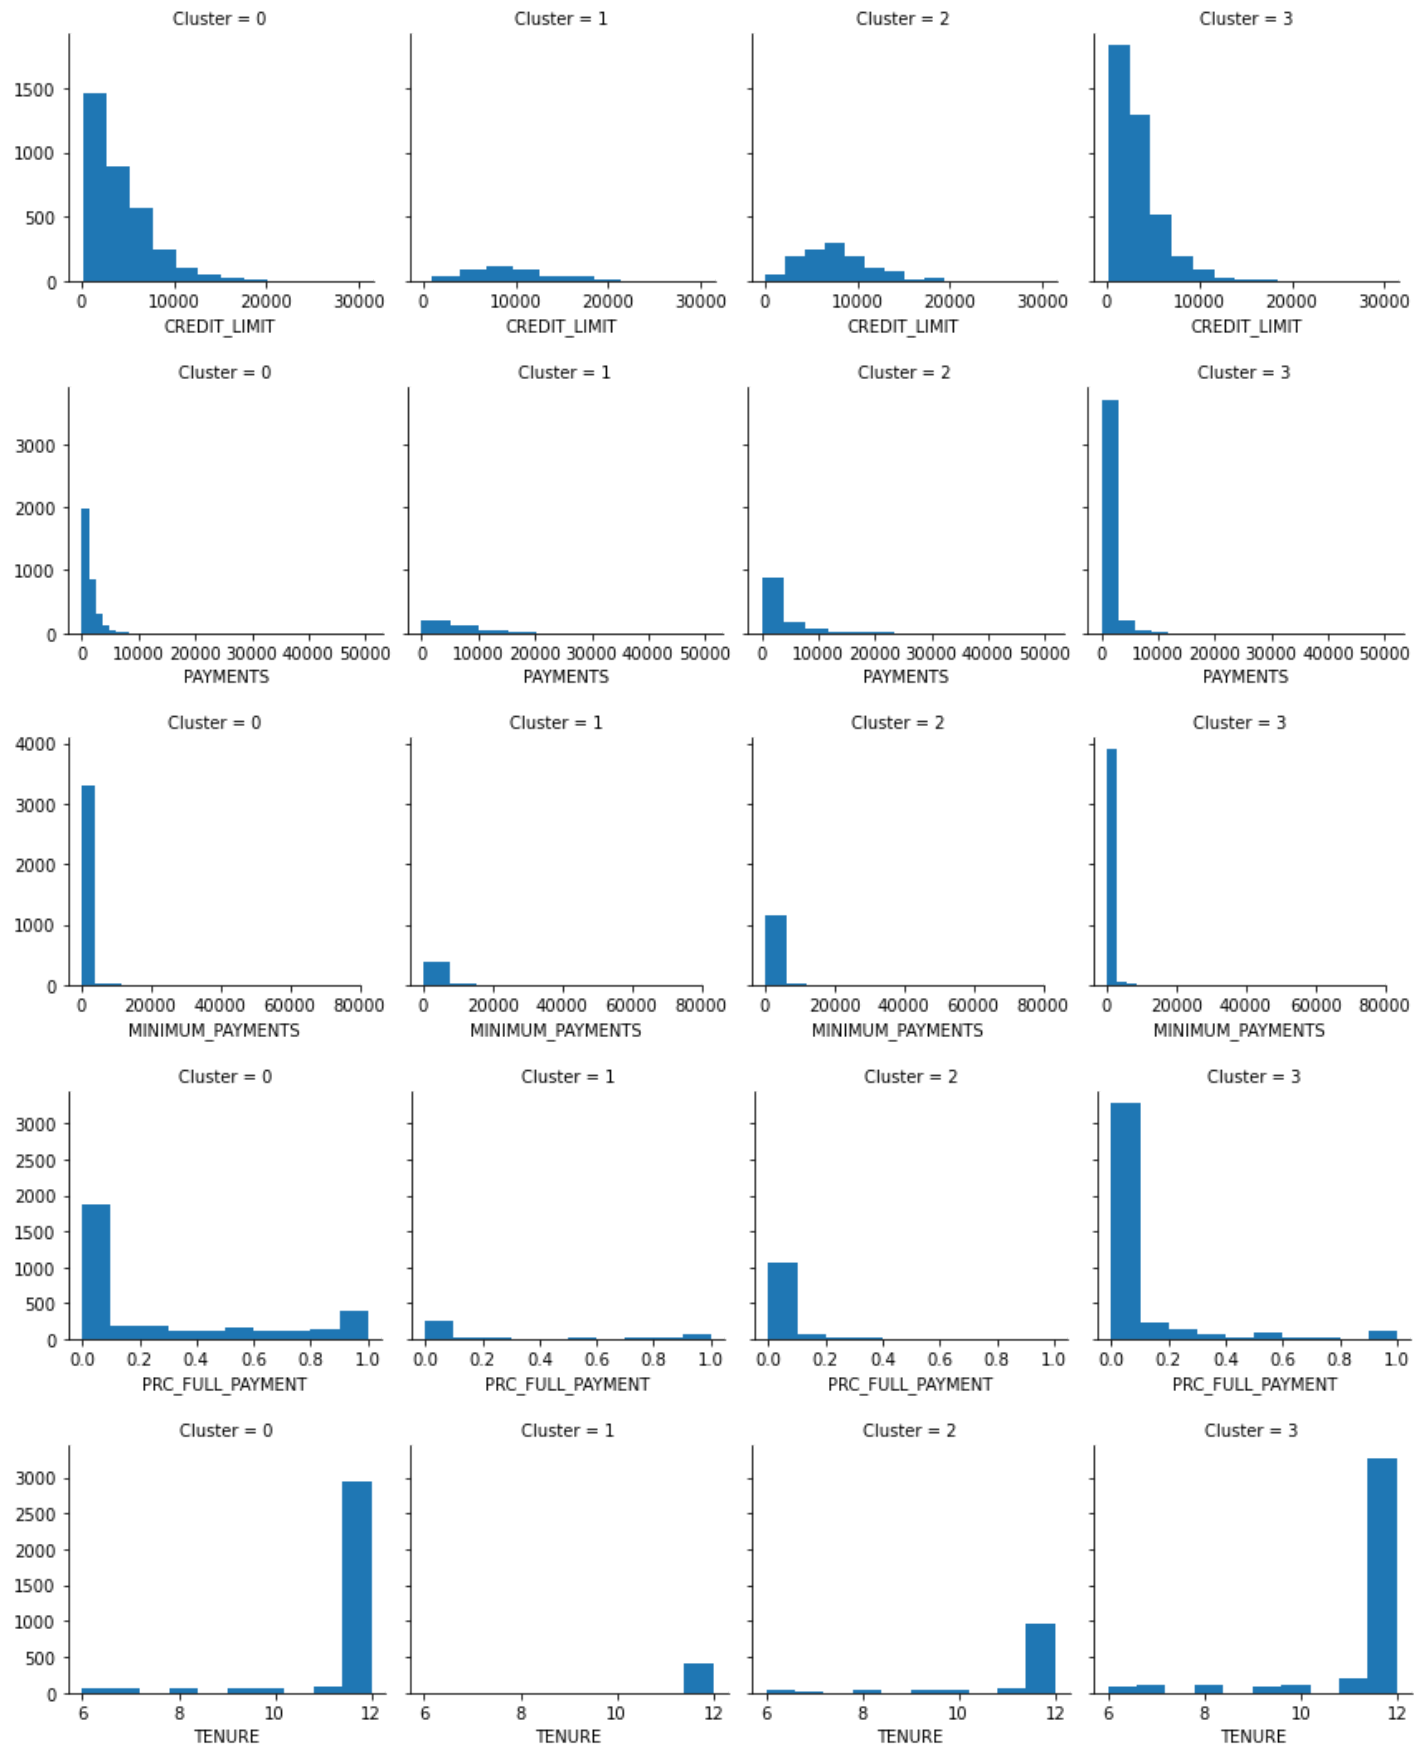 Cluster = 0 Cluster = 1 Cluster = 2 Cluster = 3
1500
1000
500
0
0 10000 20000 30000 0 10000 20000 30000 0 10000 20000 30000 0 10000 20000 30000
CREDIT_LIMIT CREDIT_LIMIT CREDIT_LIMIT CREDIT_LIMIT
Cluster = 0 Cluster = 1 Cluster = 2 Cluster = 3
3000
2000
1000
0
0 10000 20000 30000 40000 50000 0 10000 20000 30000 40000 50000 0 10000 20000 30000 40000 50000 0 10000 20000 30000 40000 50000
PAYMENTS PAYMENTS PAYMENTS PAYMENTS
Cluster = 0 Cluster = 1 Cluster = 2 Cluster = 3
4000
3000
2000
1000
0
0 20000 40000 60000 80000 0 20000 40000 60000 80000 0 20000 40000 60000 80000 0 20000 40000 60000 80000
MINIMUM_PAYMENTS MINIMUM_PAYMENTS MINIMUM_PAYMENTS MINIMUM_PAYMENTS
Cluster = 0 Cluster = 1 Cluster = 2 Cluster = 3
3000
2500
2000
1500
1000
500
0
0.0 0.2 0.4 0.6 0.8 1.0 0.0 0.2 0.4 0.6 0.8 1.0 0.0 0.2 0.4 0.6 0.8 1.0 0.0 0.2 0.4 0.6 0.8 1.0
PRC_FULL_PAYMENT PRC_FULL_PAYMENT PRC_FULL_PAYMENT PRC_FULL_PAYMENT
Cluster = 0 Cluster = 1 Cluster = 2 Cluster = 3
3000
2500
2000
1500
1000
500
0
6 8 10 12 6 8 10 12 6 8 10 12 6 8 10 12
TENURE TENURE TENURE TENURE